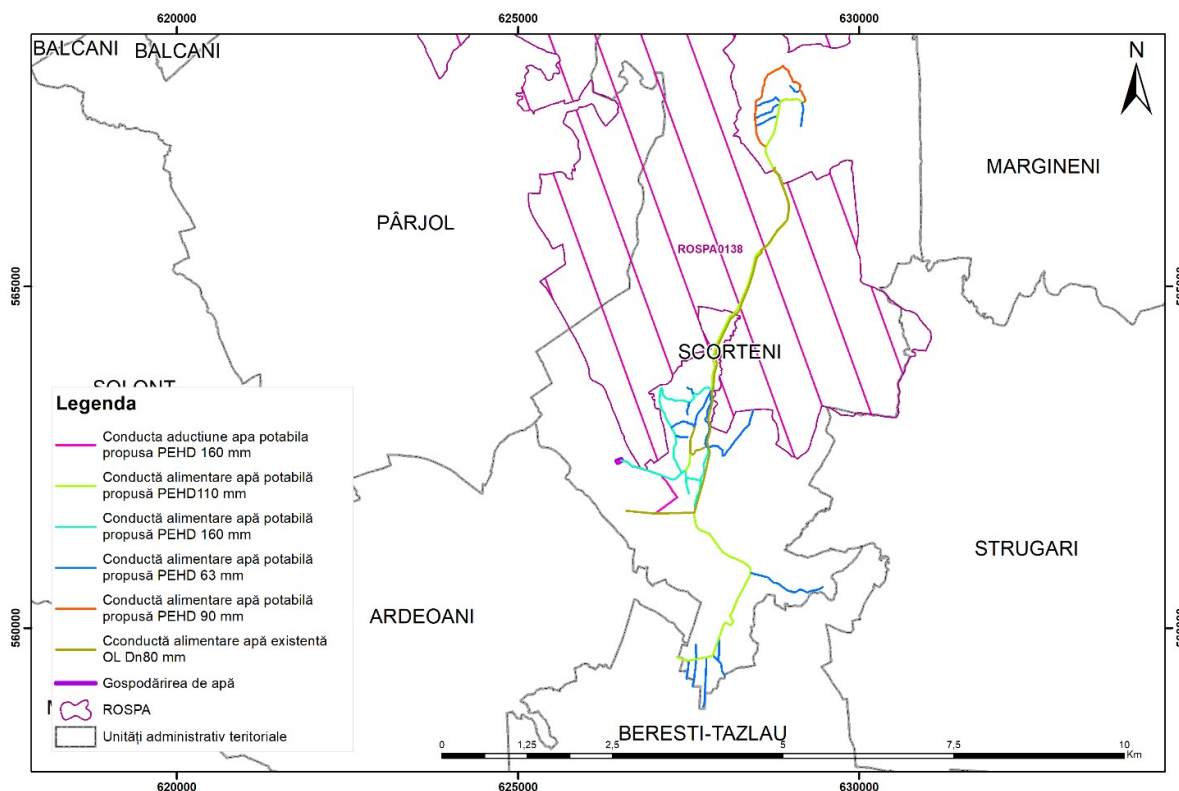 620000
625000
630000
BALCANI
BALCANI
N
MARGINENI
PÂRJOL
ROSPA0138
565000
565000
SCORTENI
SOLONT
Legenda
Conducta aductiune apa potabila
propusa PEHD 160 mm
Conductă alimentare apă potabilă
propusă PEHD110 mm
Conductă alimentare apă potabilă
propusă PEHD 160 mm
Conductă alimentare apă potabilă
propusă PEHD 63 mm
Conductă alimentare apă potabilă
propusă PEHD 90 mm
Cconductă alimentare apă existentă
OL Dn80 mm
Gospodărirea de apă
ROSPA
Unități administrativ teritoriale
STRUGARI
ARDEOANI
560000
560000
BERESTI-TAZLAU
0 1,25 2,5 5 7,5 10
Km
620000
625000
630000